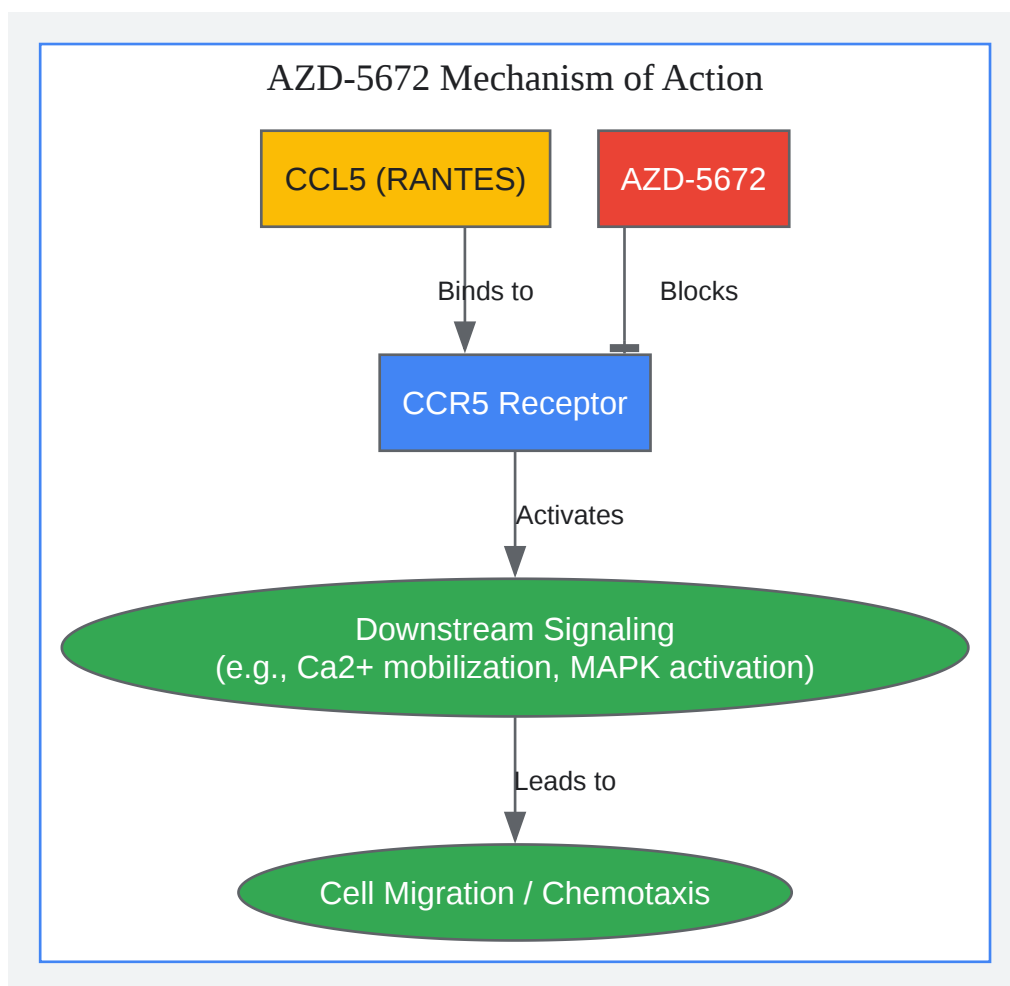 AZD-5672 Mechanism of Action
CCL5 (RANTES)
AZD-5672
Binds to
Blocks
CCR5 Receptor
Activates
Downstream Signaling
(e.g., Ca2+ mobilization, MAPK activation)
Leads to
Cell Migration / Chemotaxis